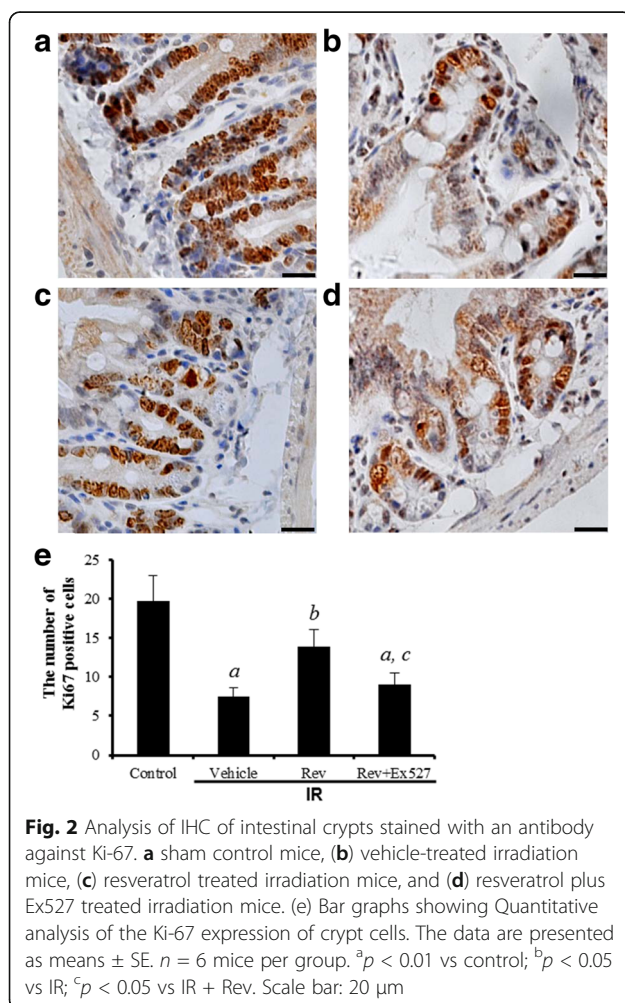 a
b
c
d
e
The number of
Ki67 positive cells
25
20
15
10
5
0
a
b
a, c
Control
Vehicle
Rev
Rev+Ex527
IR
Fig. 2 Analysis of IHC of intestinal crypts stained with an antibody
against Ki-67. a sham control mice, (b) vehicle-treated irradiation
mice, (c) resveratrol treated irradiation mice, and (d) resveratrol plus
Ex527 treated irradiation mice. (e) Bar graphs showing Quantitative
analysis of the Ki-67 expression of crypt cells. The data are presented
as means ± SE. n = 6 mice per group. ᵃp < 0.01 vs control; ᵇp < 0.05
vs IR; ᶜp < 0.05 vs IR + Rev. Scale bar: 20 μm